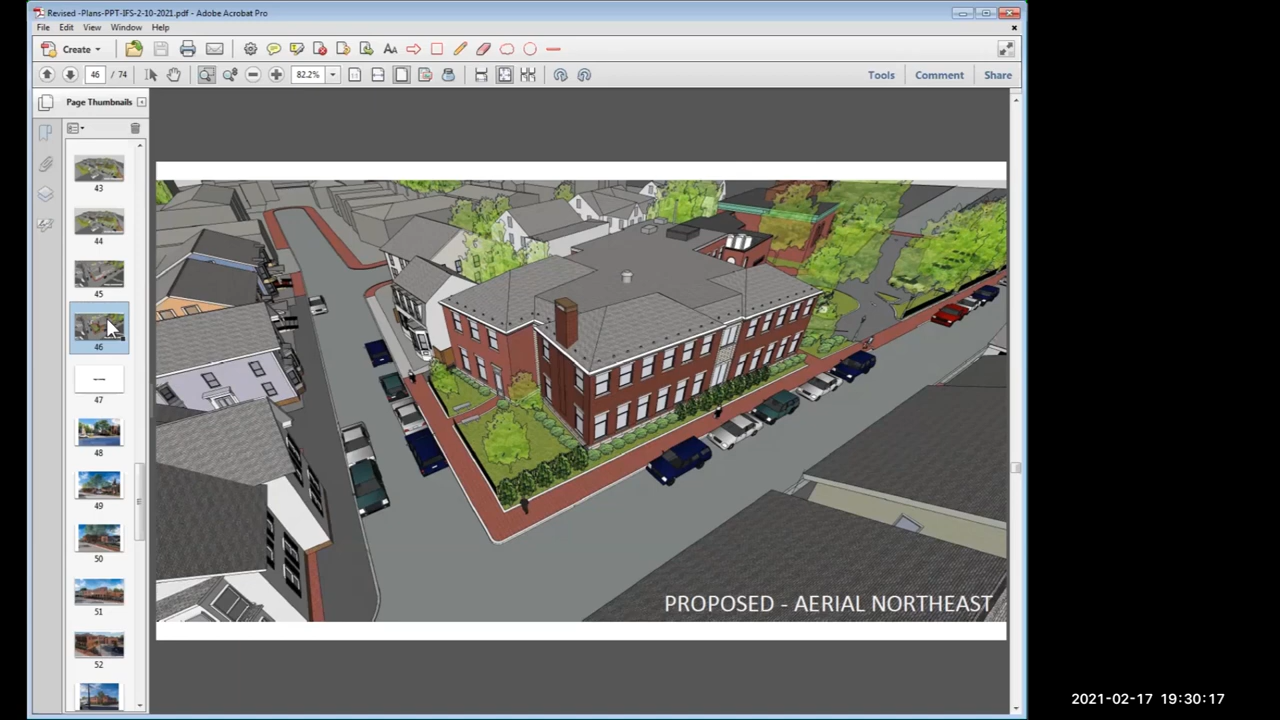 Revised -Plans-PPT-IFS-2-10-2021.pdf - Adobe Acrobat Pro
File Edit View Window Help
Create
46 / 74 82.2% Tools Comment Share
Page Thumbnails
43
44
45
46
47
48
49
50
51
52
PROPOSED - AERIAL NORTHEAST
2021-02-17 19:30:17